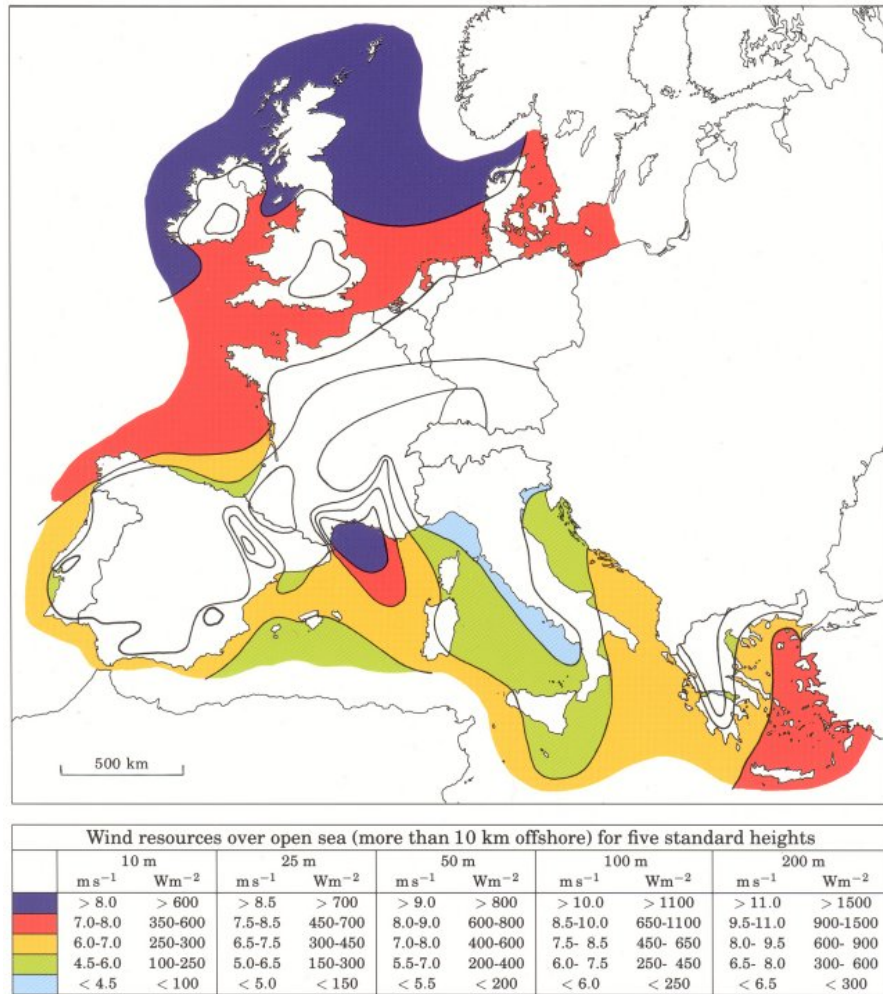 500 km
Wind resources over open sea (more than 10 km offshore) for five standard heights
10 m 25 m 50 m 100 m 200 m
m s⁻¹ Wm⁻² m s⁻¹ Wm⁻² m s⁻¹ Wm⁻² m s⁻¹ Wm⁻² m s⁻¹ Wm⁻²
> 8.0 > 600 > 8.5 > 700 > 9.0 > 800 > 10.0 > 1100 > 11.0 > 1500
7.0-8.0 350-600 7.5-8.5 450-700 8.0-9.0 600-800 8.5-10.0 650-1100 9.5-11.0 900-1500
6.0-7.0 250-300 6.5-7.5 300-450 7.0-8.0 400-600 7.5- 8.5 450- 650 8.0- 9.5 600- 900
4.5-6.0 100-250 5.0-6.5 150-300 5.5-7.0 200-400 6.0- 7.5 250- 450 6.5- 8.0 300- 600
< 4.5 < 100 < 5.0 < 150 < 5.5 < 200 < 6.0 < 250 < 6.5 < 300